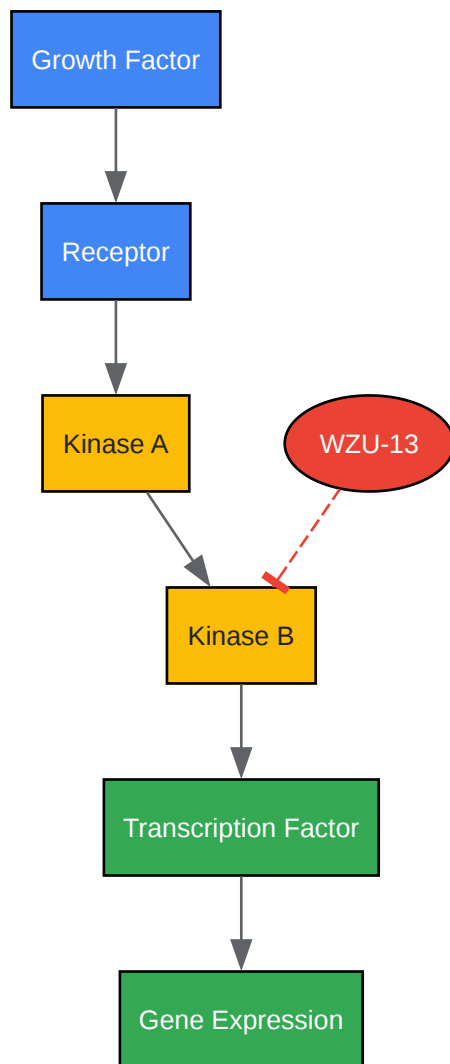 Growth Factor
Receptor
Kinase A
WZU-13
Kinase B
Transcription Factor
Gene Expression